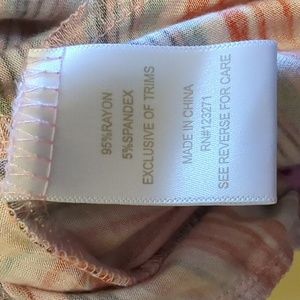 95%RAYON
5%SPANDEX
EXCLUSIVE OF TRIMS
MADE IN CHINA
RN#123271
SEE REVERSE FOR CARE